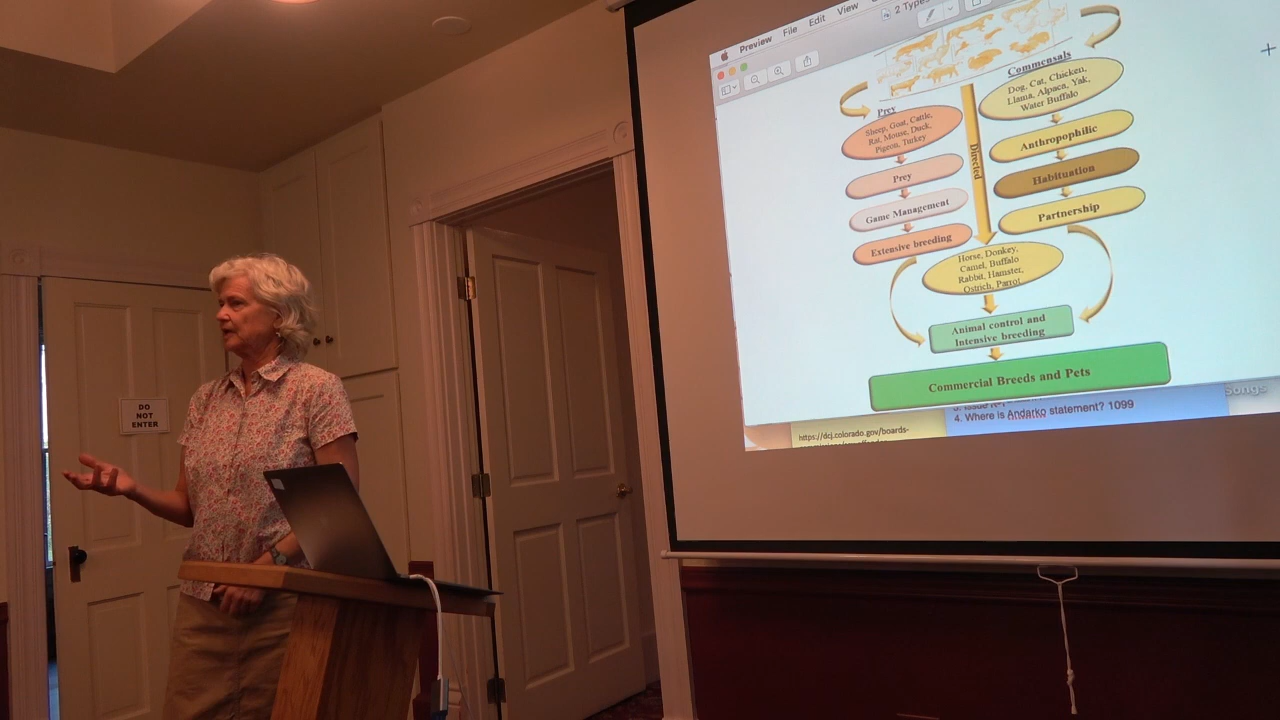 Preview File Edit View
2 Types
Commensals
Dog, Cat, Chicken,
Llama, Alpaca, Yak,
Water Buffalo
Anthropophilic
Habituation
Partnership
Prey
Sheep, Goat, Cattle,
Rat, Mouse, Duck,
Pigeon, Turkey
Prey
Game Management
Extensive breeding
Directed
Horse, Donkey,
Camel, Buffalo
Rabbit, Hamster,
Ostrich, Parrot
Animal control and
Intensive breeding
Commercial Breeds and Pets
Songs
4. Where is Andarko statement? 1099
https://dcj.colorado.gov/boards-
DO
NOT
ENTER